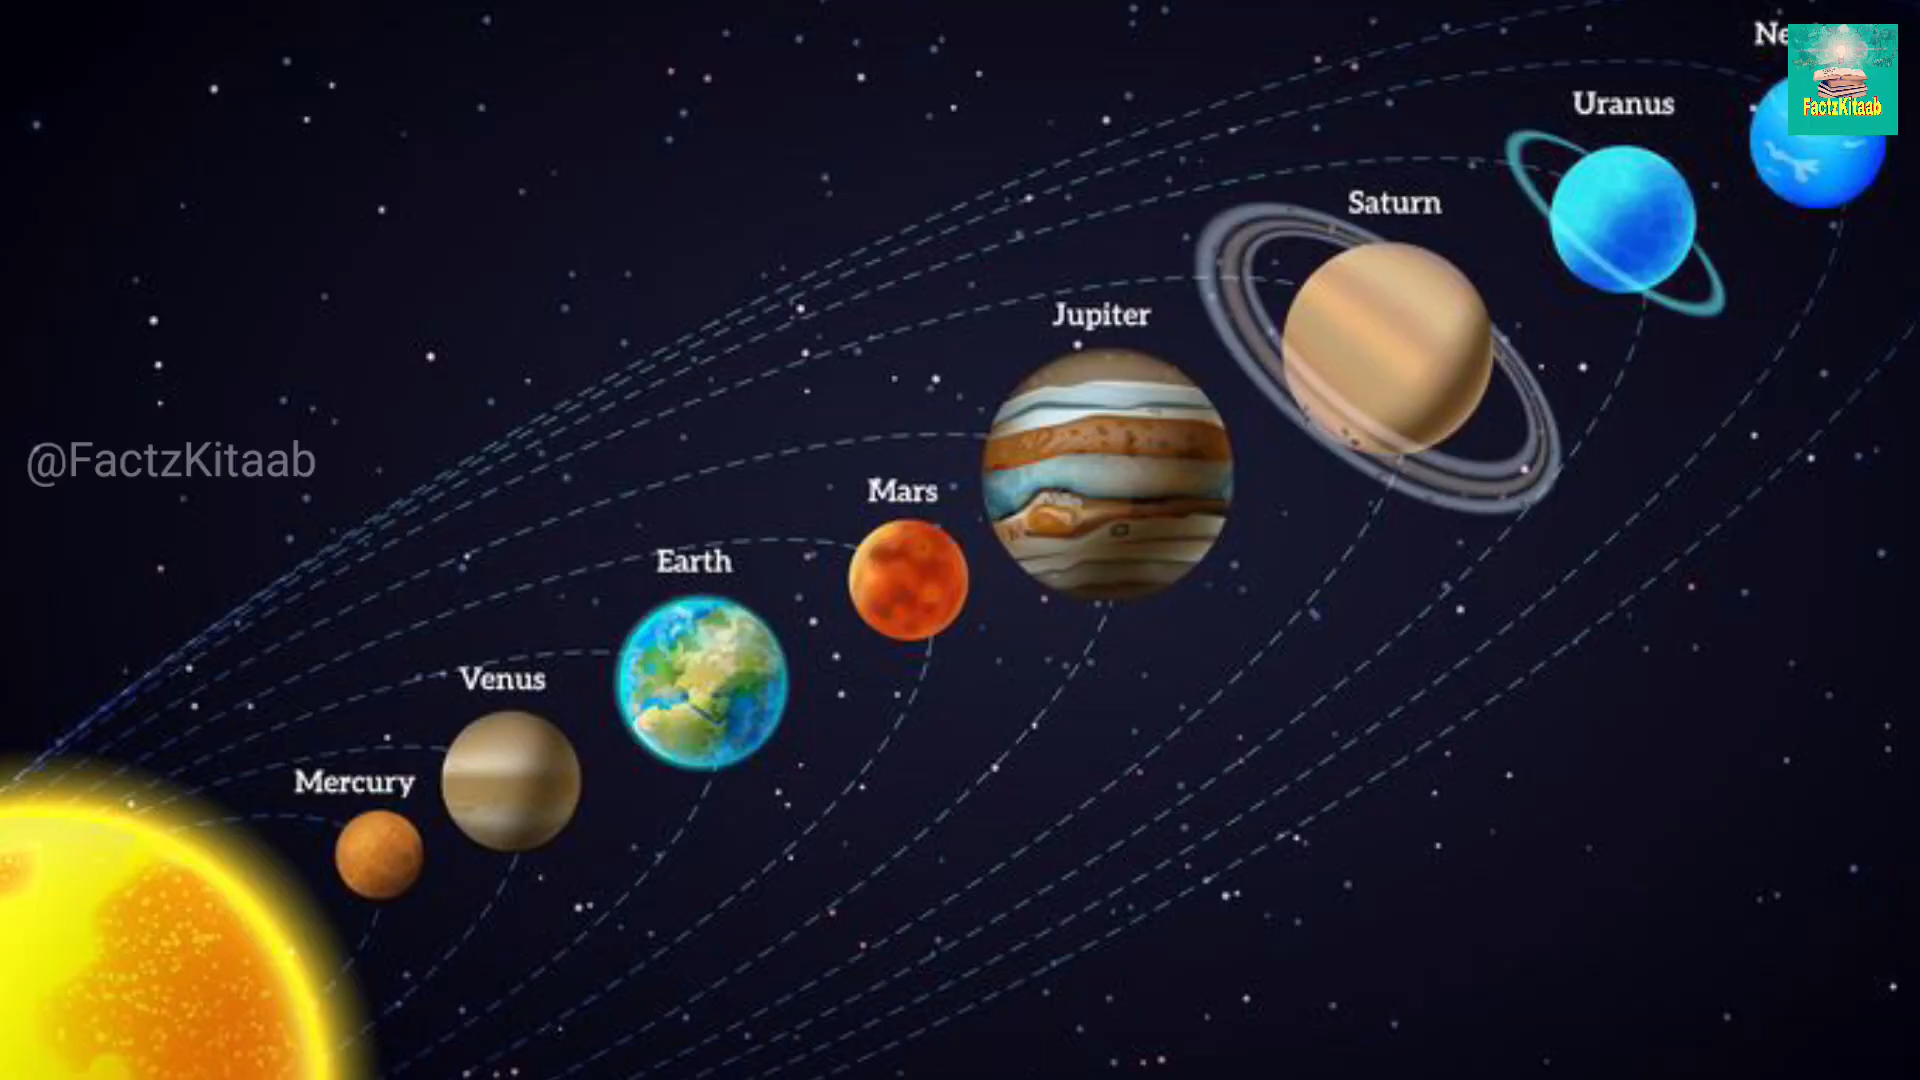 Ne
FactzKitaab
Uranus
Saturn
Jupiter
@FactzKitaab
Mars
Earth
Venus
Mercury